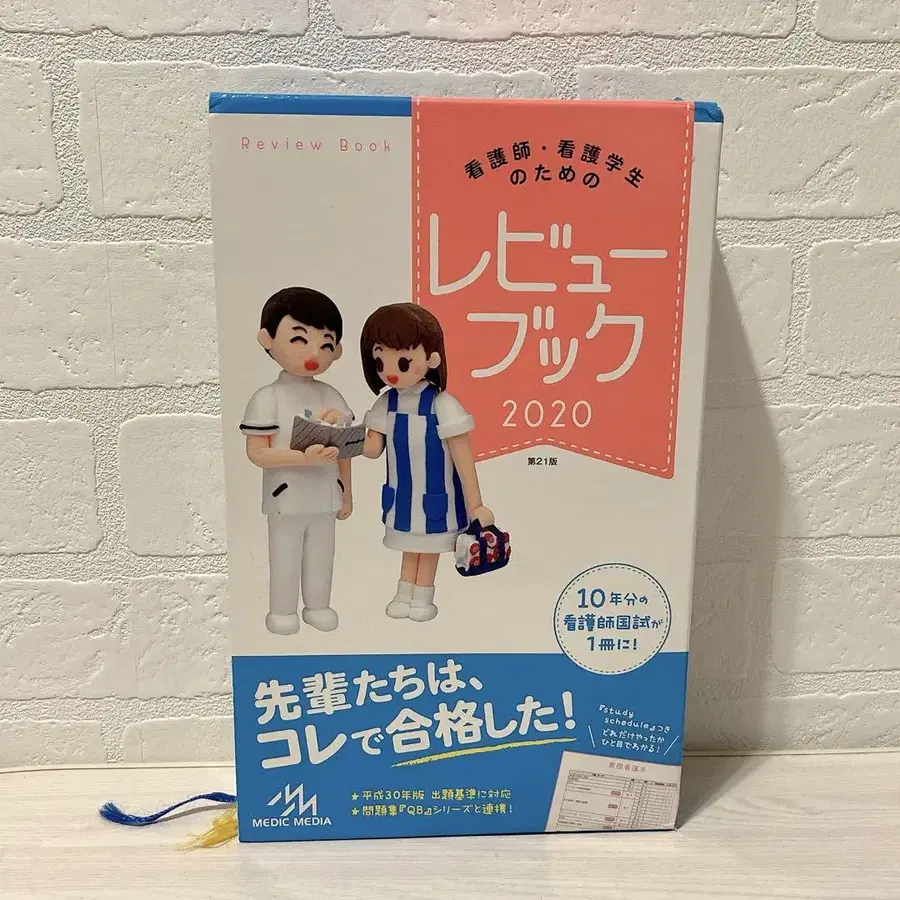 Review Book
看護師・看護学生
のための
レビュー
ブック
2020
第21版
10年分の
看護師国試が
1冊に!
先輩たちは、
コレで合格した!
『study
schedule』つき
どれだけやったか
ひと目でわかる!
基礎看護学
★平成30年版 出題基準に対応
★問題集『QB』シリーズと連携!
MEDIC MEDIA